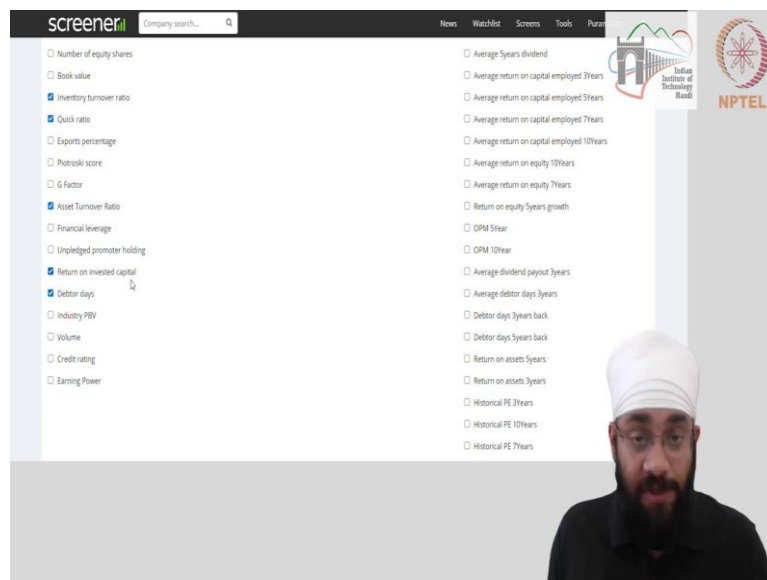 screener
Company search...
News Watchlist Screens Tools Puran
Number of equity shares
Book value
Inventory turnover ratio
Quick ratio
Exports percentage
Piotroski score
G Factor
Asset Turnover Ratio
Financial leverage
Unpledged promoter holding
Return on invested capital
Debtor days
Industry PBV
Volume
Credit rating
Earning Power
Average 5years dividend
Average return on capital employed 3Years
Average return on capital employed 5Years
Average return on capital employed 7Years
Average return on capital employed 10Years
Average return on equity 10Years
Average return on equity 7Years
Return on equity 5years growth
OPM 5Year
OPM 10Year
Average dividend payout 3years
Average debtor days 3years
Debtor days 3years back
Debtor days 5years back
Return on assets 5years
Return on assets 3years
Historical PE 3Years
Historical PE 10Years
Historical PE 7Years
Indian
Institute of
Technology
Mandi
NPTEL